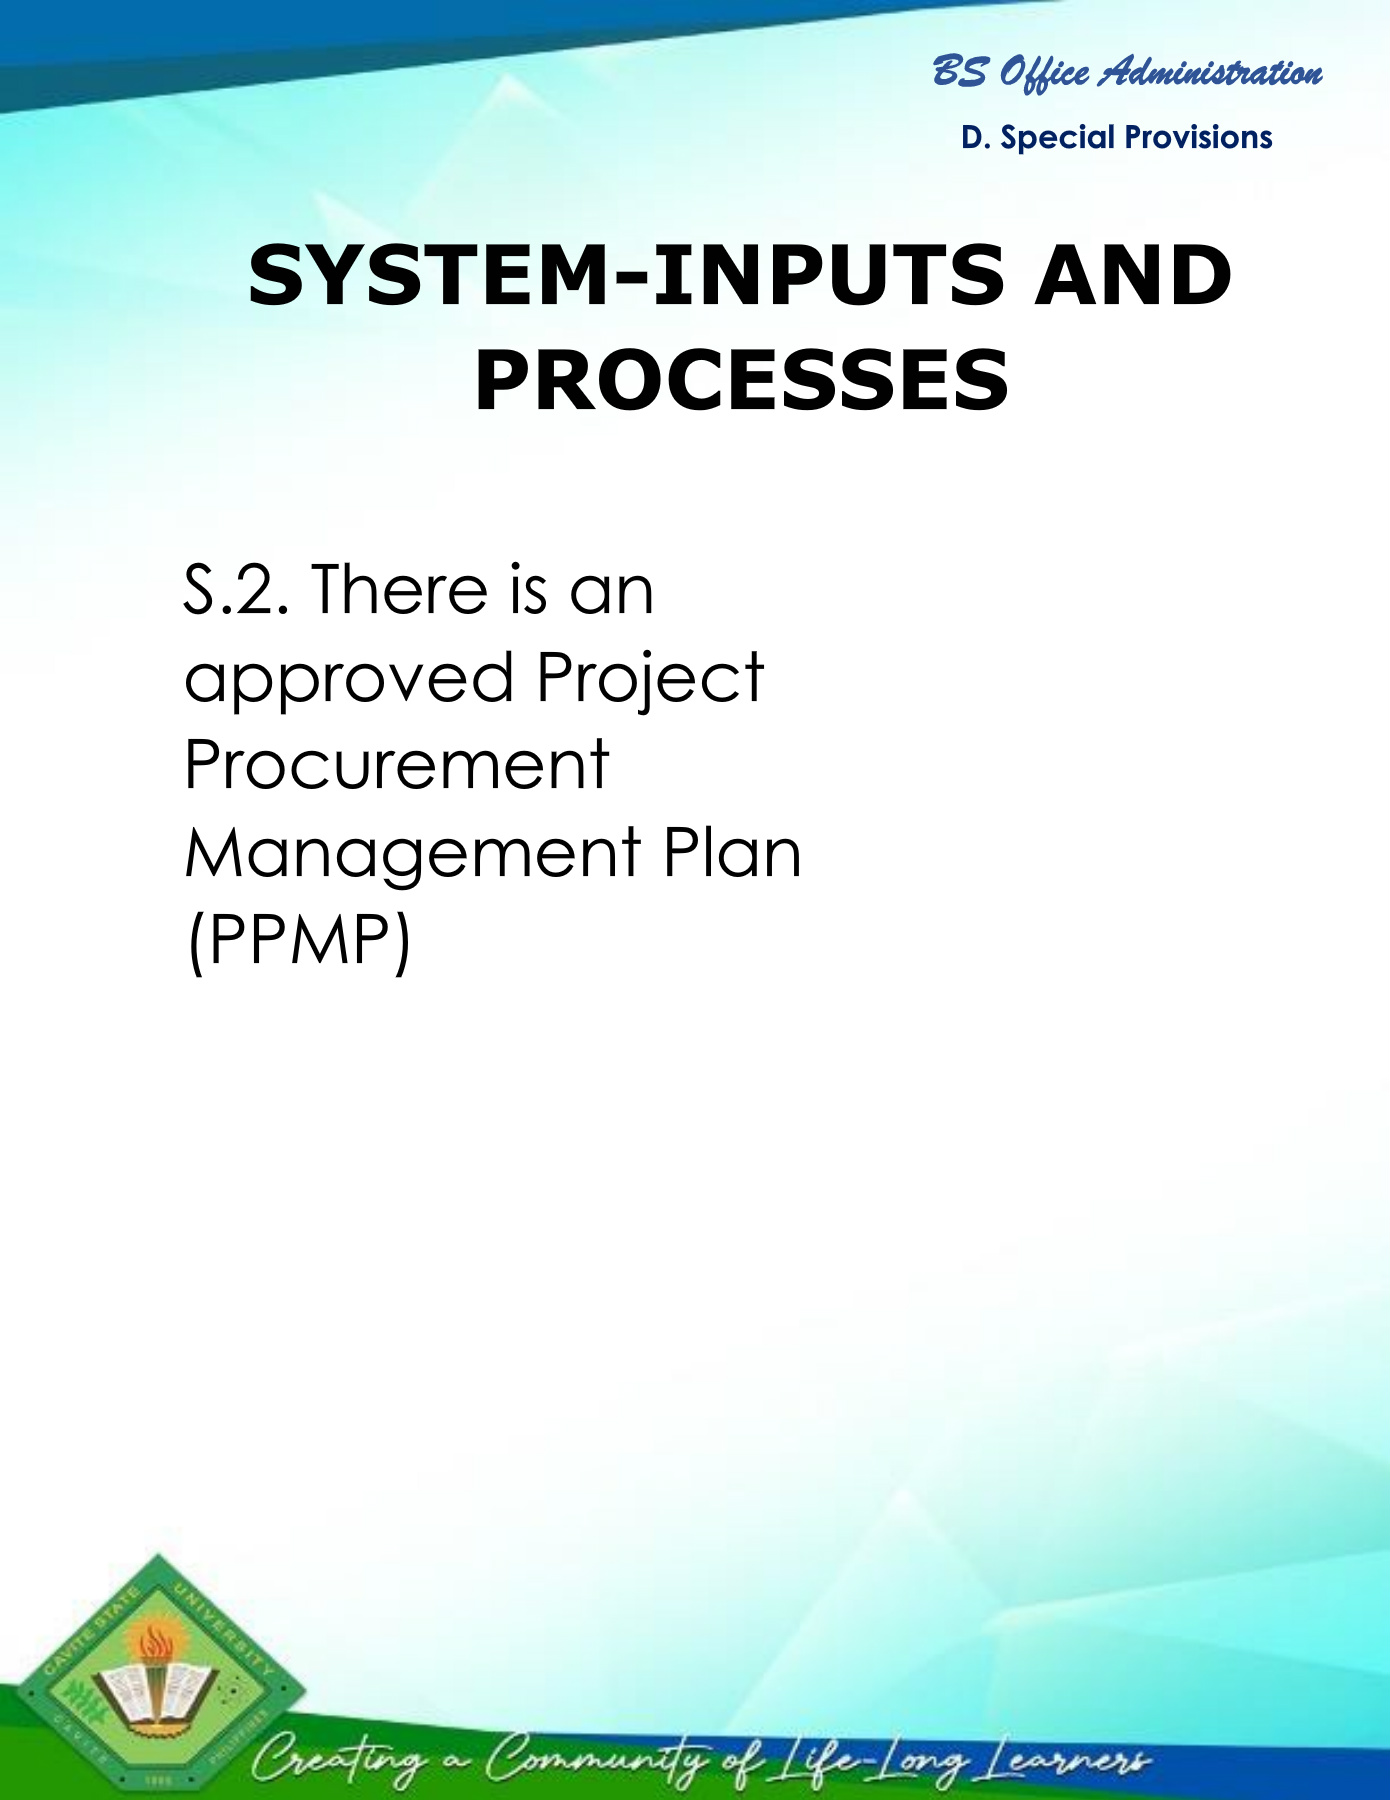 BS Office Administration
D. Special Provisions
SYSTEM-INPUTS AND
PROCESSES
S.2. There is an
approved Project
Procurement
Management Plan
(PPMP)
CAVITE STATE UNIVERSITY
CAVITE
PHILIPPINES
1906
Creating a Community of Life-Long Learners